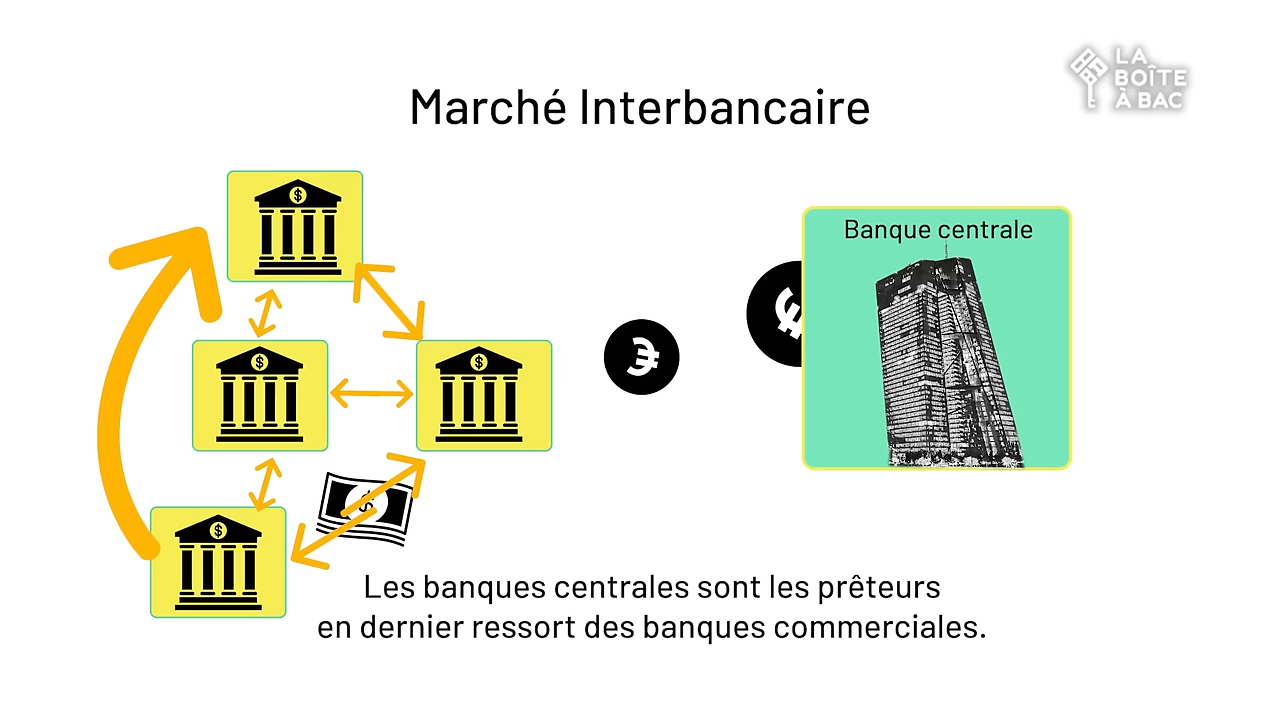 LA
BOÎTE
À BAC
Marché Interbancaire
Banque centrale
Les banques centrales sont les prêteurs
en dernier ressort des banques commerciales.